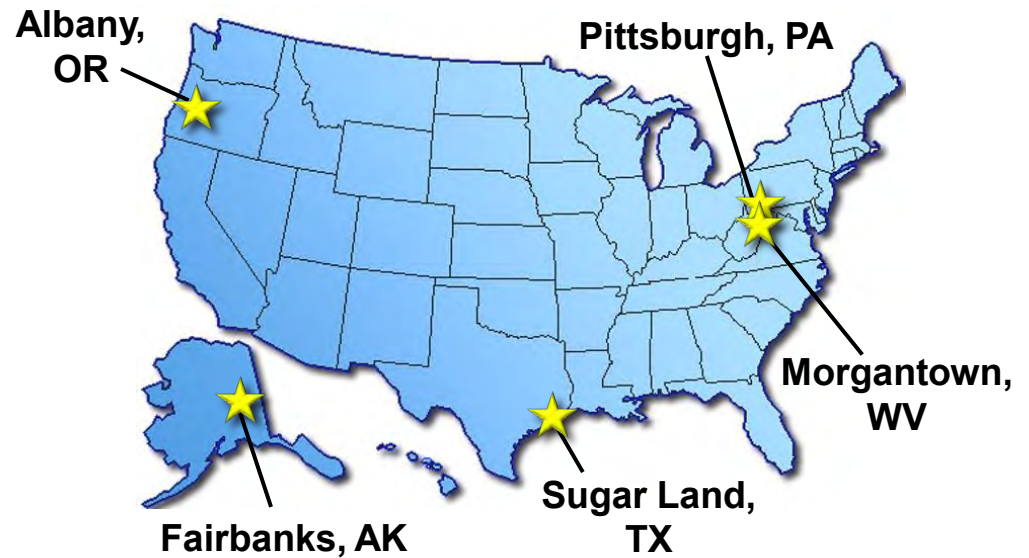 Albany,
OR
Pittsburgh, PA
Morgantown,
WV
Sugar Land,
TX
Fairbanks, AK